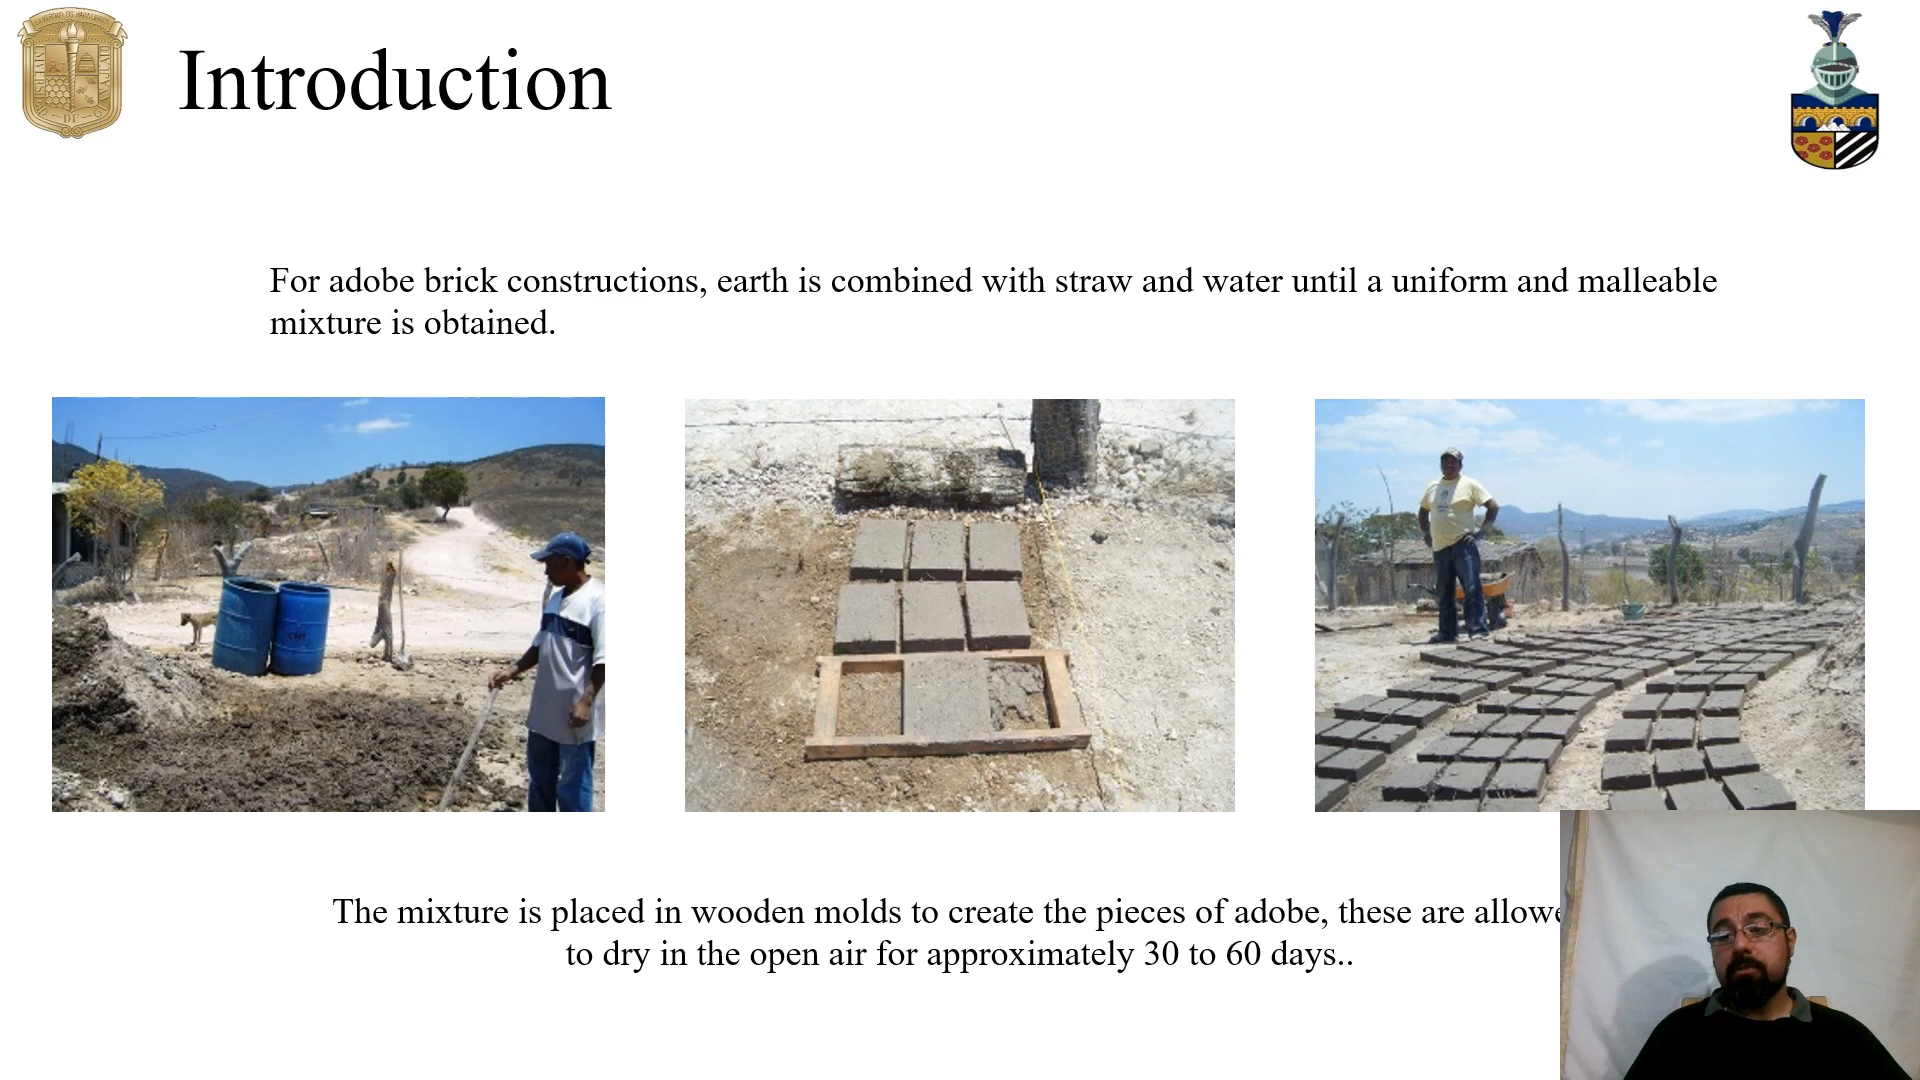 Introduction
For adobe brick constructions, earth is combined with straw and water until a uniform and malleable
mixture is obtained.
The mixture is placed in wooden molds to create the pieces of adobe, these are allowe
to dry in the open air for approximately 30 to 60 days..